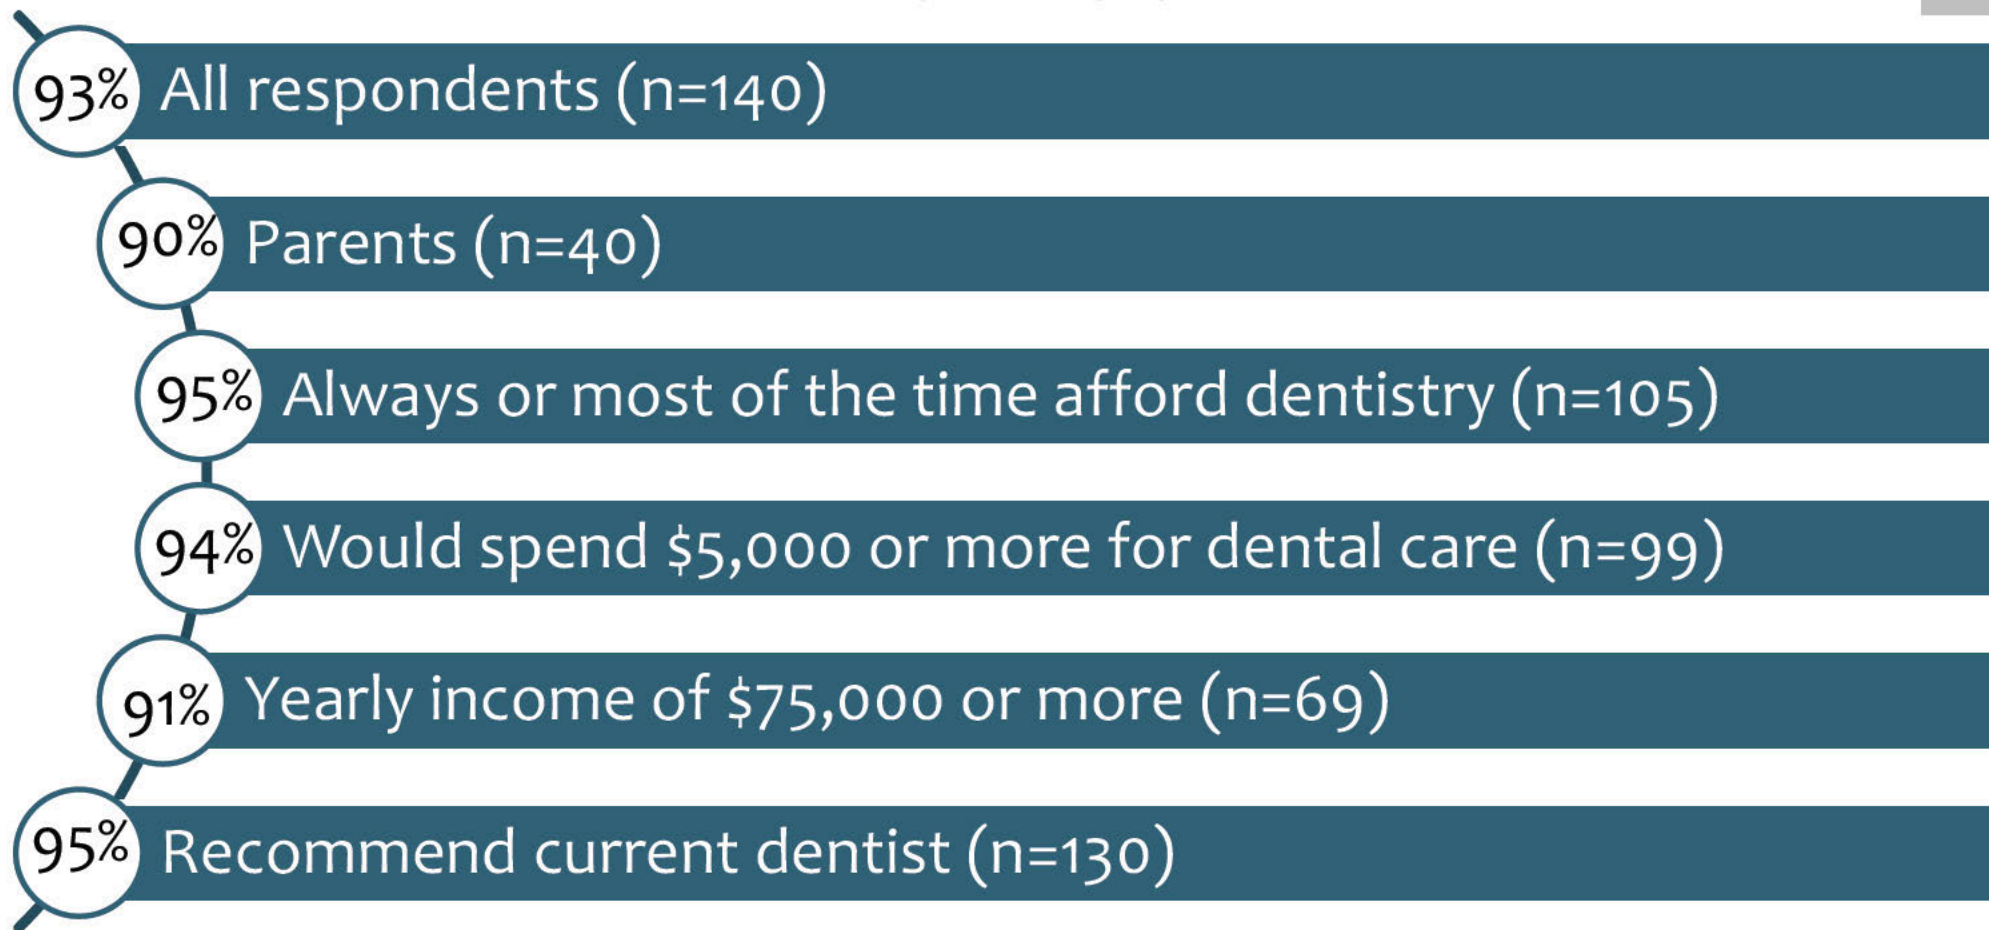 93% All respondents (n=140)
90% Parents (n=40)
95% Always or most of the time afford dentistry (n=105)
94% Would spend $5,000 or more for dental care (n=99)
91% Yearly income of $75,000 or more (n=69)
95% Recommend current dentist (n=130)